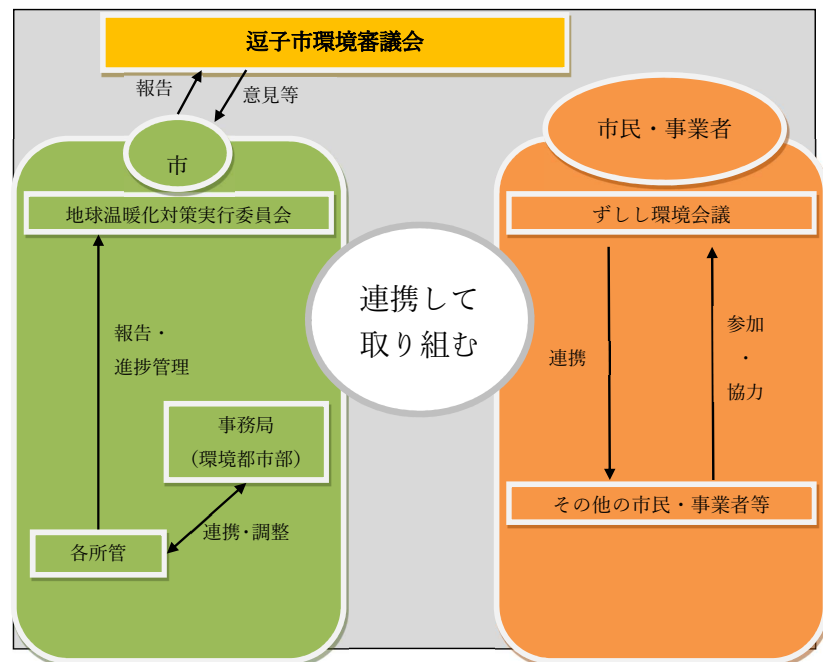 逗子市環境審議会
報告
意見等
市
市民・事業者
地球温暖化対策実行委員会
ずしし環境会議
連携して
取り組む
報告・
進捗管理
事務局
（環境都市部）
連携・調整
各所管
連携
参加
・
協力
その他の市民・事業者等